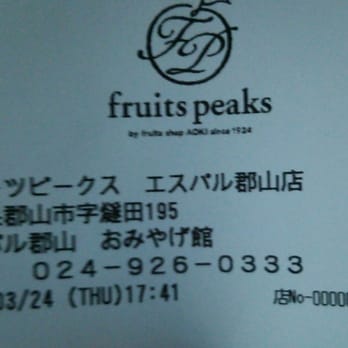 FP
fruits peaks
by fruits shop AOKI since 1924
ツピークス エスパル郡山店
郡山市字燧田195
ル郡山 おみやげ館
024-926-0333
03/24 (THU)17:41 店No-00000